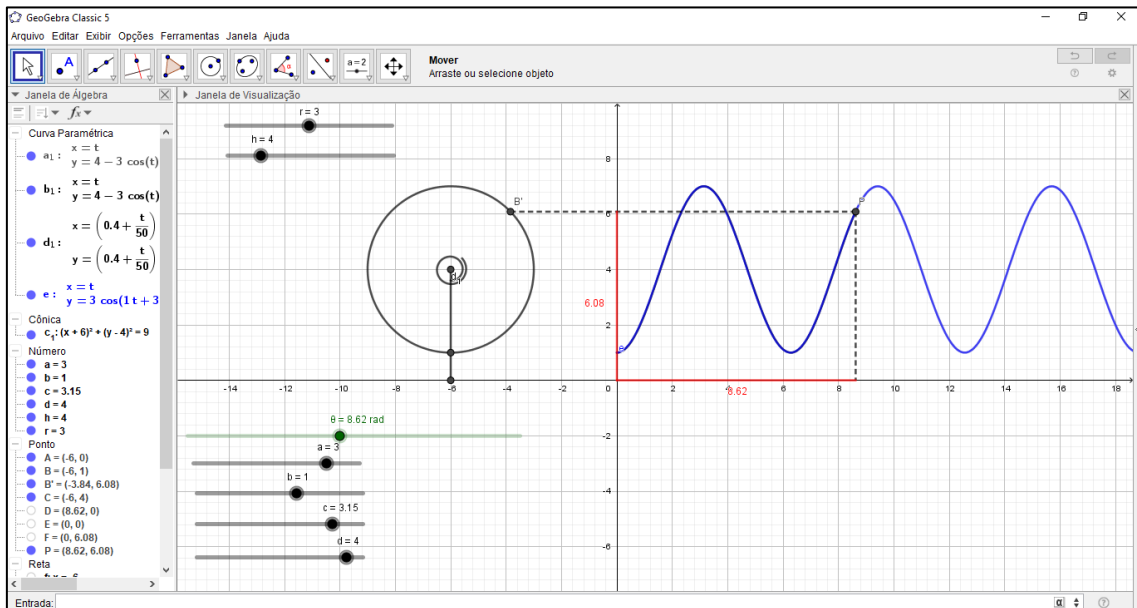 GeoGebra Classic 5
Arquivo Editar Exibir Opções Ferramentas Janela Ajuda
A
a=2
Mover
Arraste ou selecione objeto
Janela de Álgebra
Janela de Visualização
fx
Curva Paramétrica
a₁ : x = t
y = 4 − 3 cos(t)
b₁ : x = t
y = 4 − 3 cos(t)
d₁ : x = (0.4 + t/50)
y = (0.4 + t/50)
e : x = t
y = 3 cos(1 t + 3
Cônica
c₁: (x + 6)² + (y - 4)² = 9
Número
a = 3
b = 1
c = 3.15
d = 4
h = 4
r = 3
Ponto
A = (-6, 0)
B = (-6, 1)
B' = (-3.84, 6.08)
C = (-6, 4)
D = (8.62, 0)
E = (0, 0)
F = (0, 6.08)
P = (8.62, 6.08)
Reta
r = 3
h = 4
B'
P
d₁
e
6.08
8.62
8
6
4
2
-14 -12 -10 -8 -6 -4 -2 0 2 4 6 8 10 12 14 16 18
-2
-4
-6
θ = 8.62 rad
a = 3
b = 1
c = 3.15
d = 4
Entrada:
α